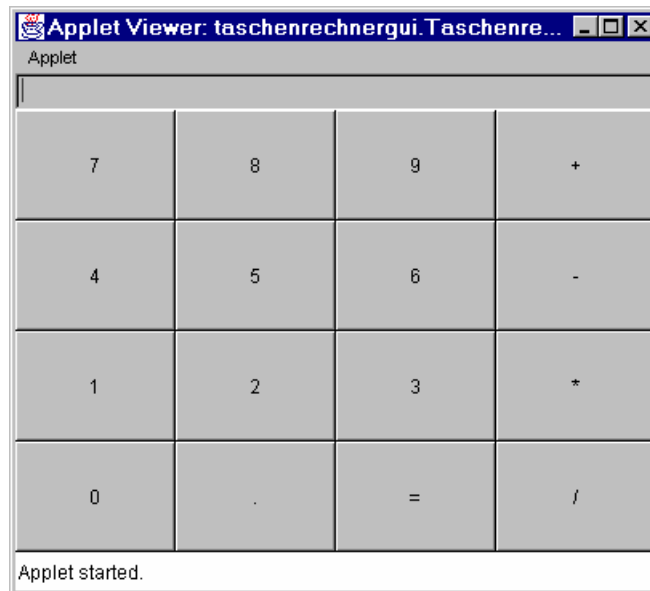 Applet Viewer: taschenrechnergui.Taschenre...
Applet
7 8 9 +
4 5 6 -
1 2 3 *
0 . = /
Applet started.